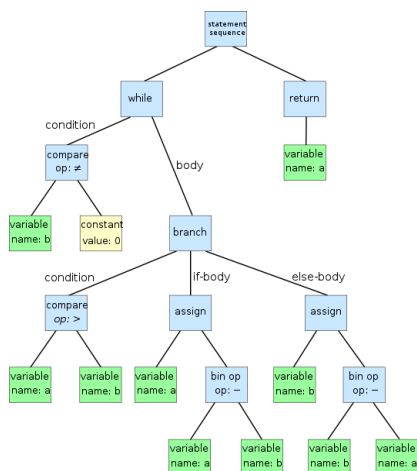 statement
sequence
while
return
condition
body
compare
op: ≠
variable
name: a
variable
name: b
constant
value: 0
branch
condition
if-body
else-body
compare
op: >
assign
assign
variable
name: a
variable
name: b
variable
name: a
bin op
op: −
variable
name: b
bin op
op: −
variable
name: a
variable
name: b
variable
name: b
variable
name: a